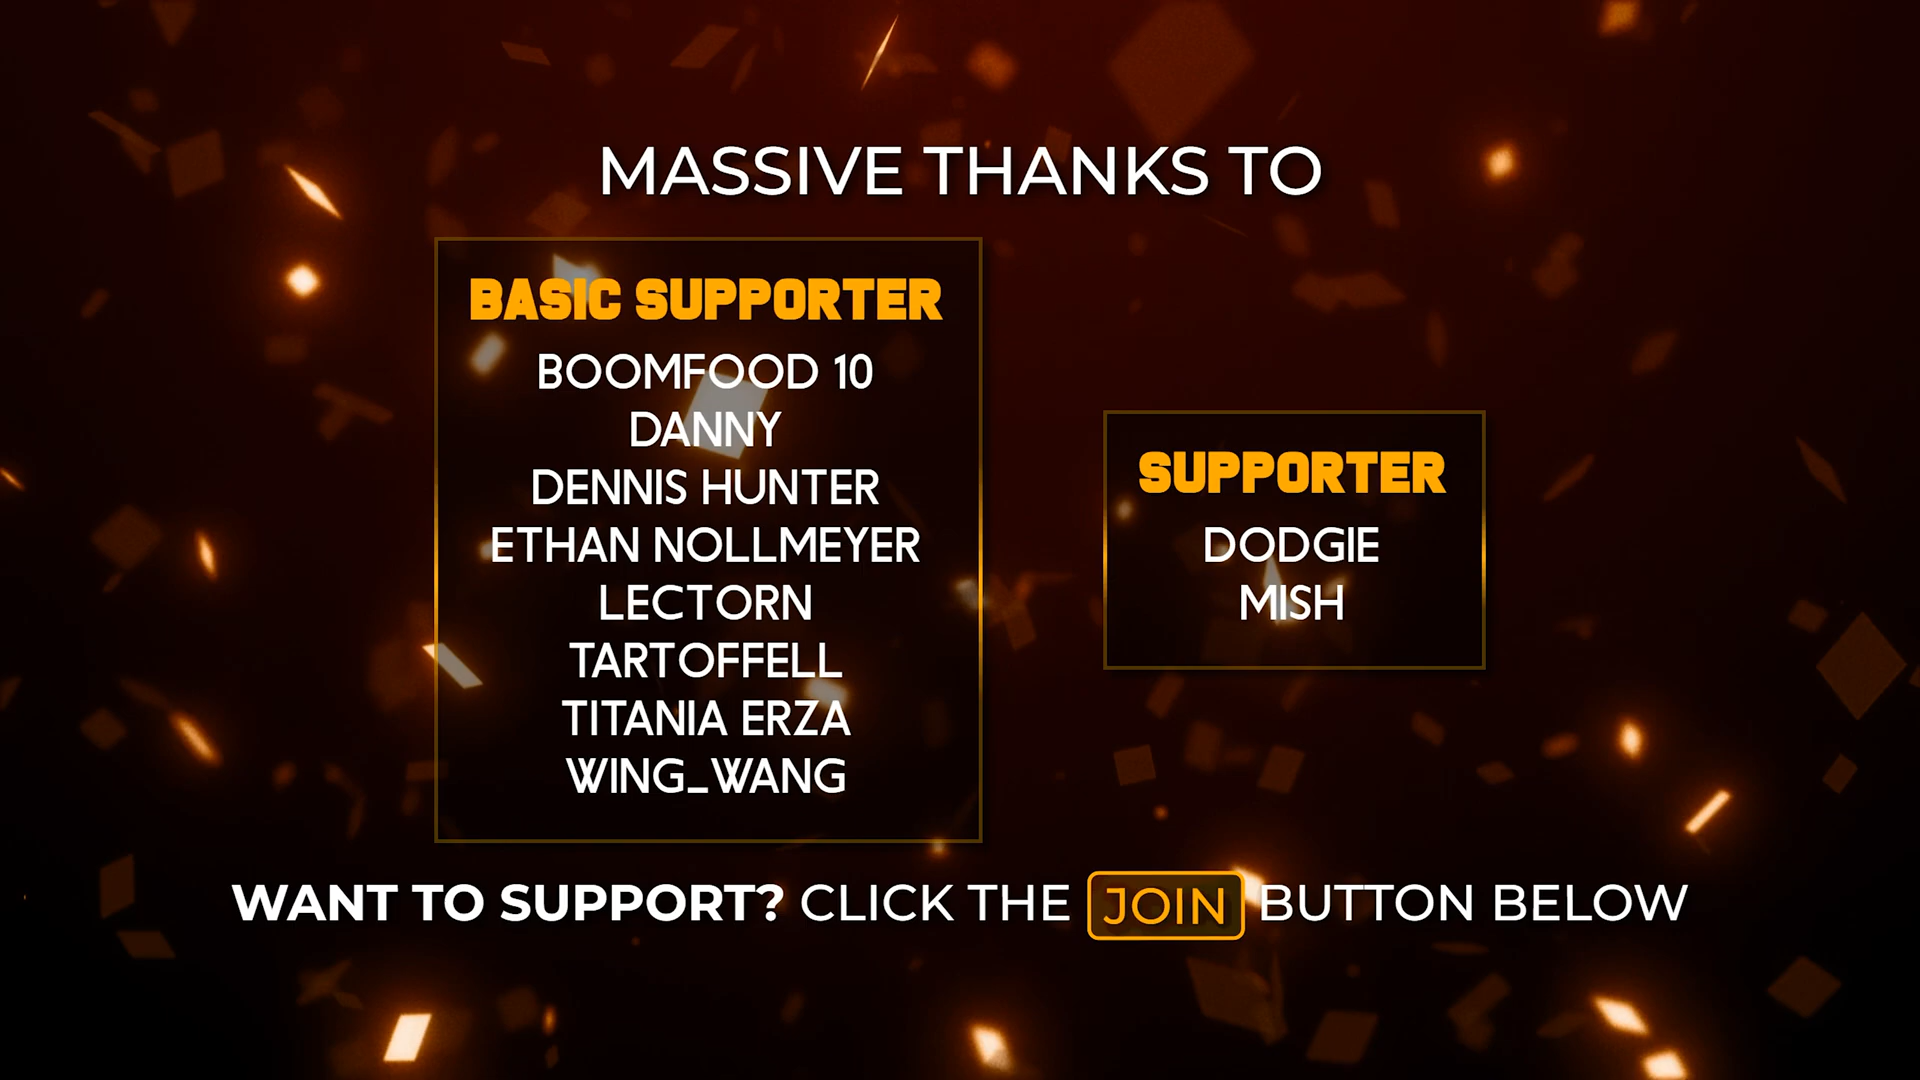 MASSIVE THANKS TO
BASIC SUPPORTER
BOOMFOOD 10
DANNY
DENNIS HUNTER
ETHAN NOLLMEYER
LECTORN
TARTOFFELL
TITANIA ERZA
WING_WANG
SUPPORTER
DODGIE
MISH
WANT TO SUPPORT? CLICK THE JOIN BUTTON BELOW